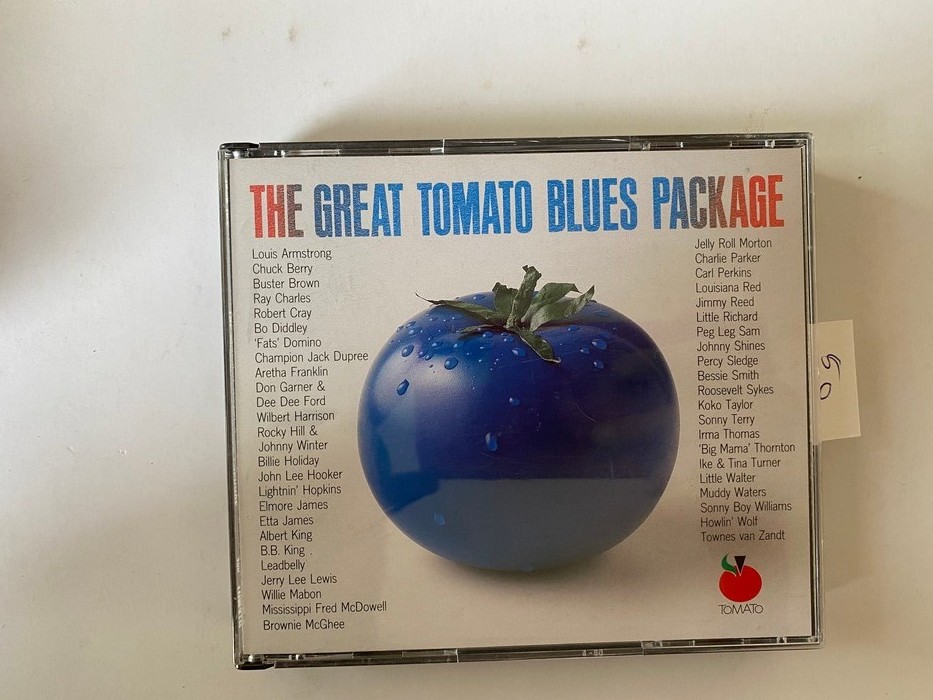 THE GREAT TOMATO BLUES PACKAGE
Louis Armstrong
Chuck Berry
Buster Brown
Ray Charles
Robert Cray
Bo Diddley
'Fats' Domino
Champion Jack Dupree
Aretha Franklin
Don Garner &
Dee Dee Ford
Wilbert Harrison
Rocky Hill &
Johnny Winter
Billie Holiday
John Lee Hooker
Lightnin' Hopkins
Elmore James
Etta James
Albert King
B.B. King
Leadbelly
Jerry Lee Lewis
Willie Mabon
Mississippi Fred McDowell
Brownie McGhee
Jelly Roll Morton
Charlie Parker
Carl Perkins
Louisiana Red
Jimmy Reed
Little Richard
Peg Leg Sam
Johnny Shines
Percy Sledge
Bessie Smith
Roosevelt Sykes
Koko Taylor
Sonny Terry
Irma Thomas
'Big Mama' Thornton
Ike & Tina Turner
Little Walter
Muddy Waters
Sonny Boy Williams
Howlin' Wolf
Townes van Zandt
TOMATO